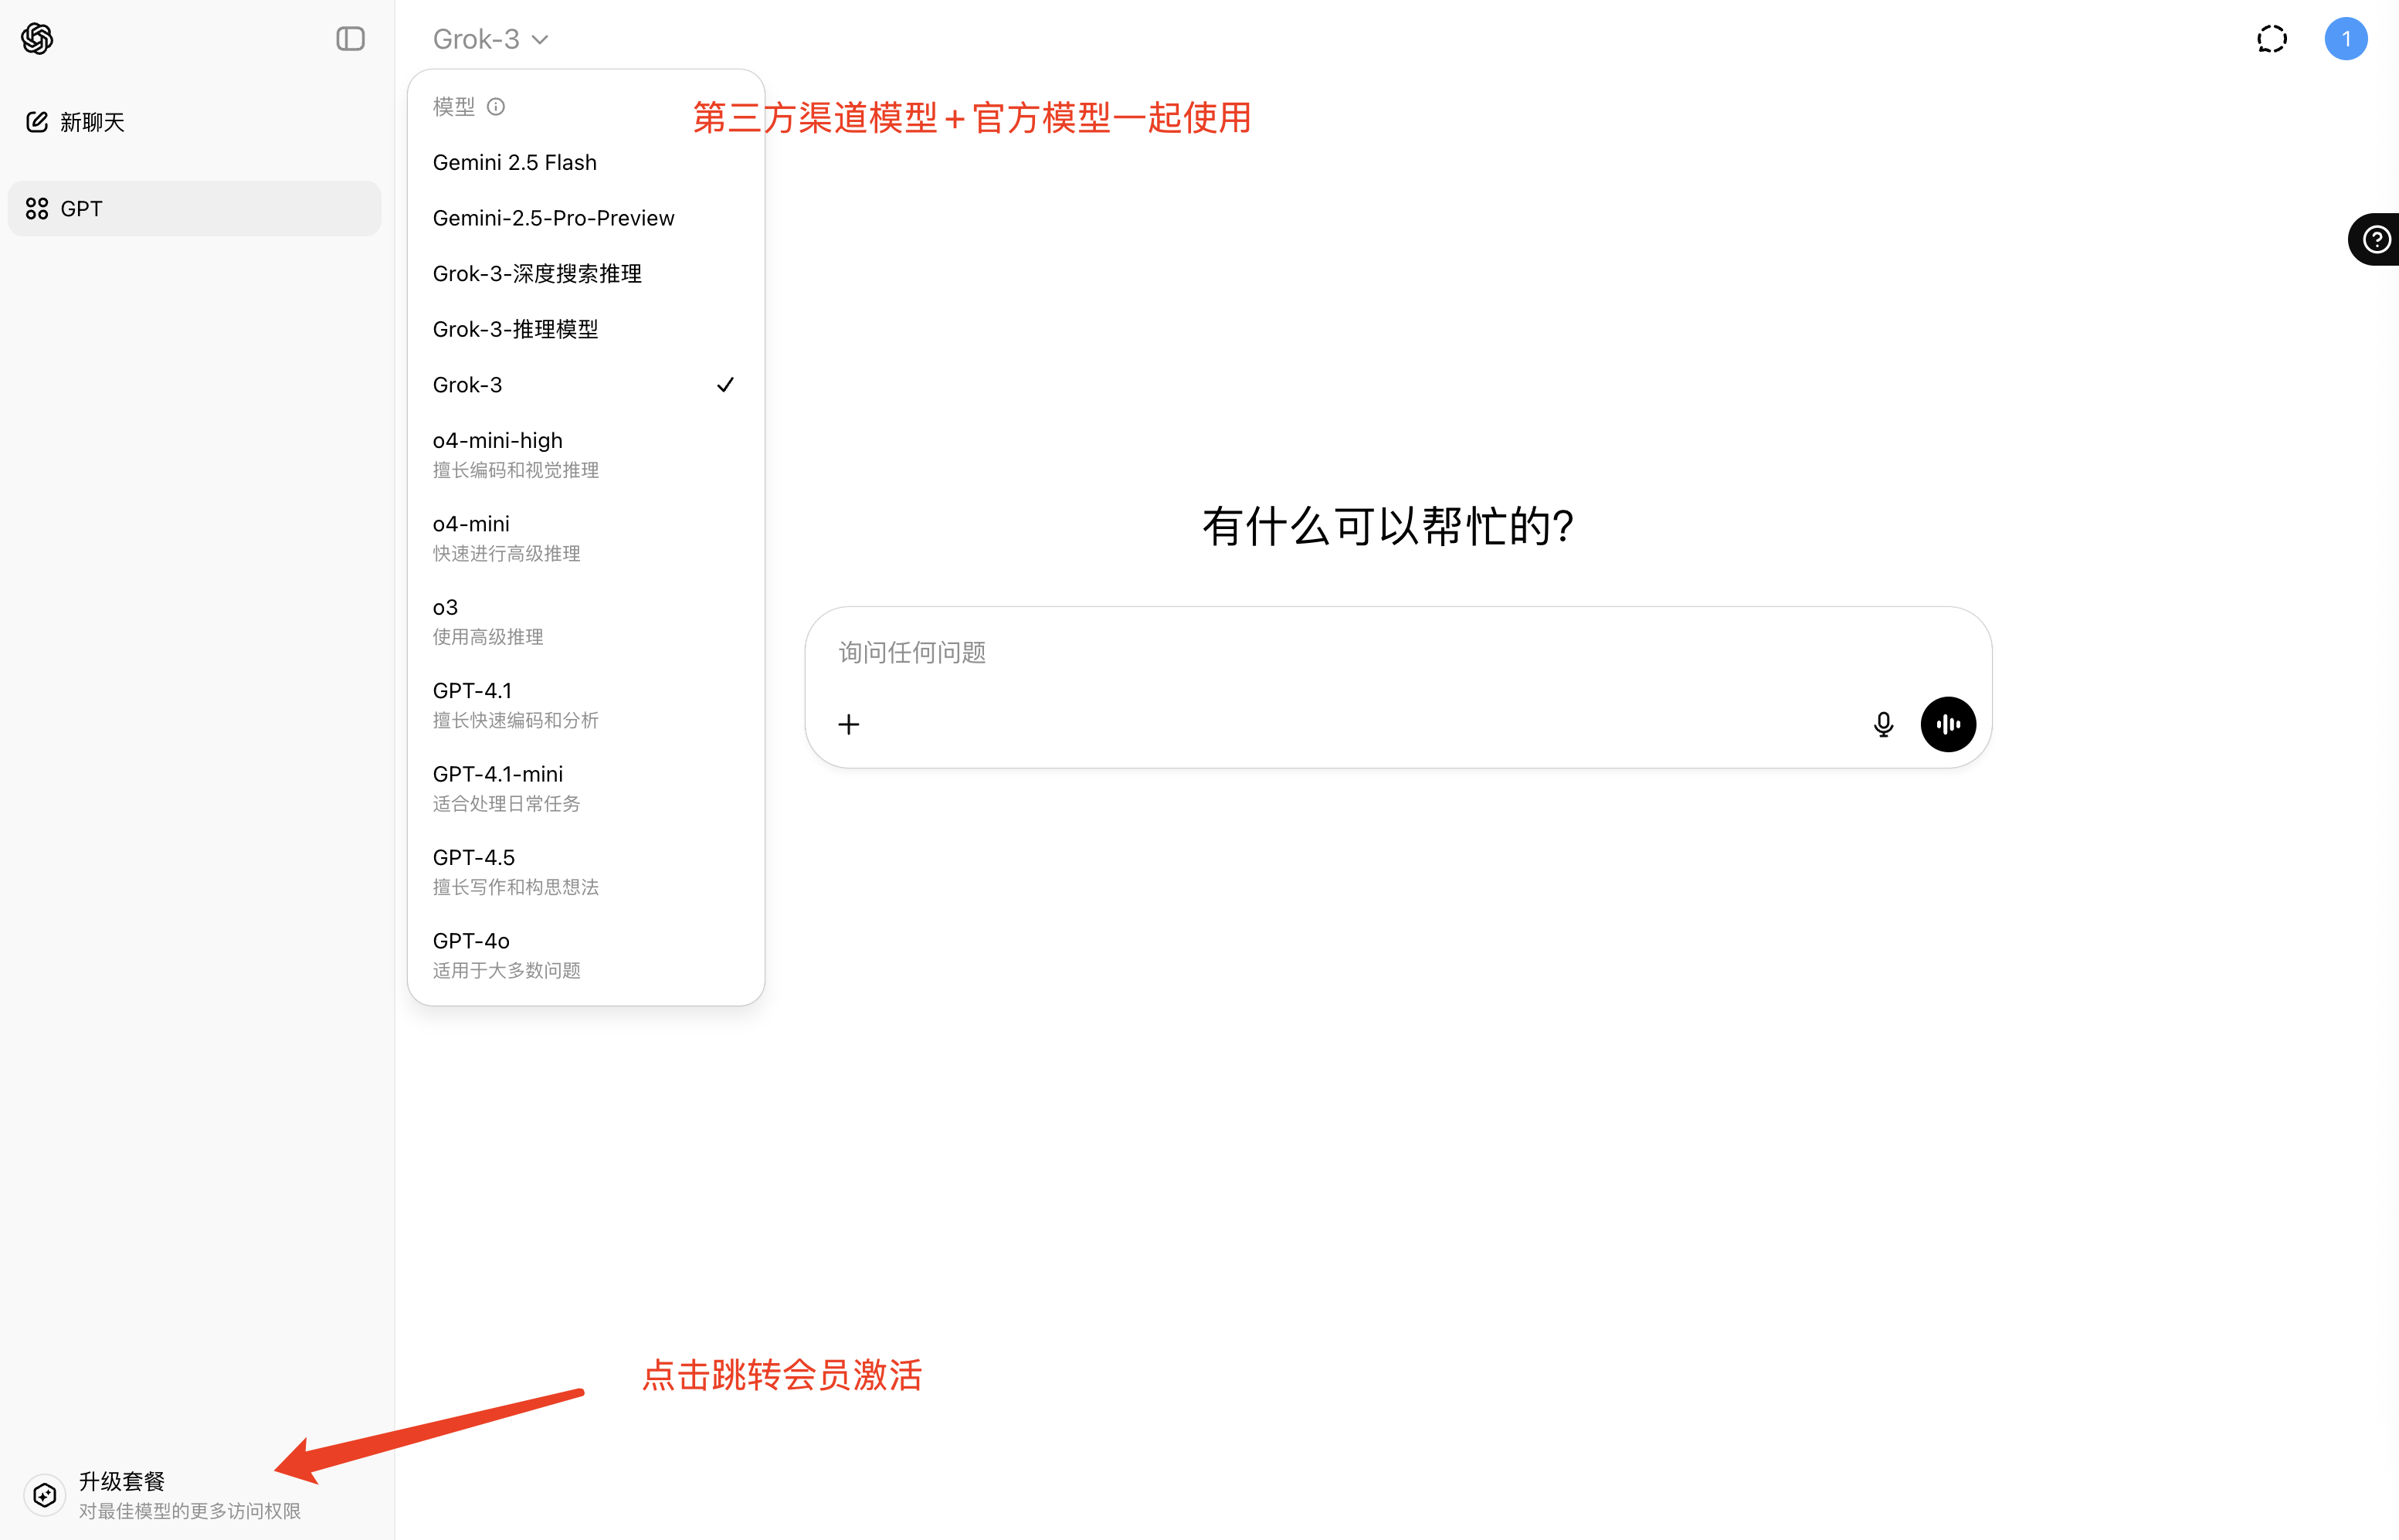 Grok-3
1
新聊天
GPT
模型
第三方渠道模型+官方模型一起使用
Gemini 2.5 Flash
Gemini-2.5-Pro-Preview
Grok-3-深度搜索推理
Grok-3-推理模型
Grok-3
o4-mini-high
擅长编码和视觉推理
o4-mini
快速进行高级推理
o3
使用高级推理
GPT-4.1
擅长快速编码和分析
GPT-4.1-mini
适合处理日常任务
GPT-4.5
擅长写作和构思想法
GPT-4o
适用于大多数问题
有什么可以帮忙的?
询问任何问题
点击跳转会员激活
升级套餐
对最佳模型的更多访问权限